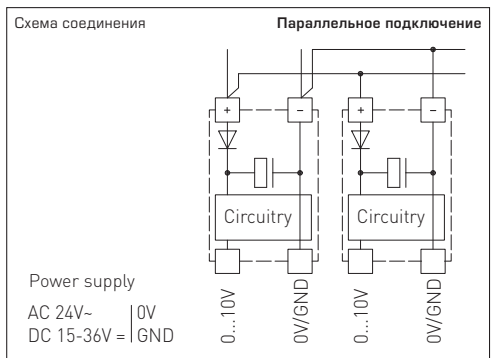 Схема соединения
Параллельное подключение
+ − + −
Circuitry Circuitry
Power supply
AC 24V~ 0V
DC 15-36V = GND
0...10V
0V/GND
0...10V
0V/GND